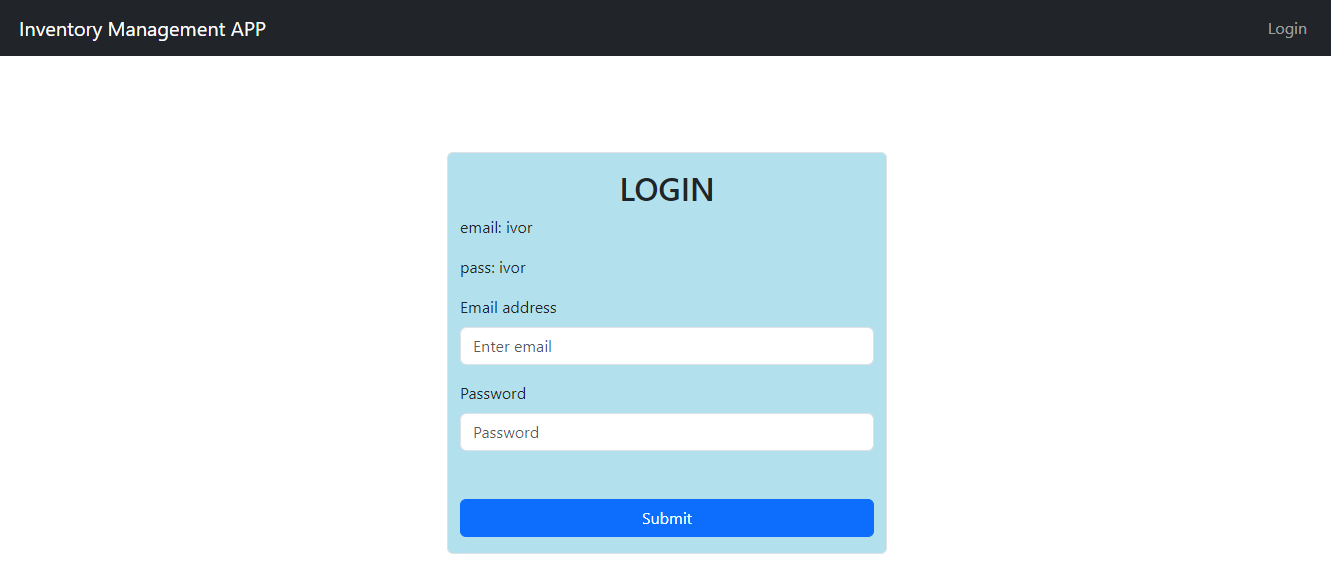 Inventory Management APP
Login
LOGIN
email: ivor
pass: ivor
Email address
Enter email
Password
Password
Submit